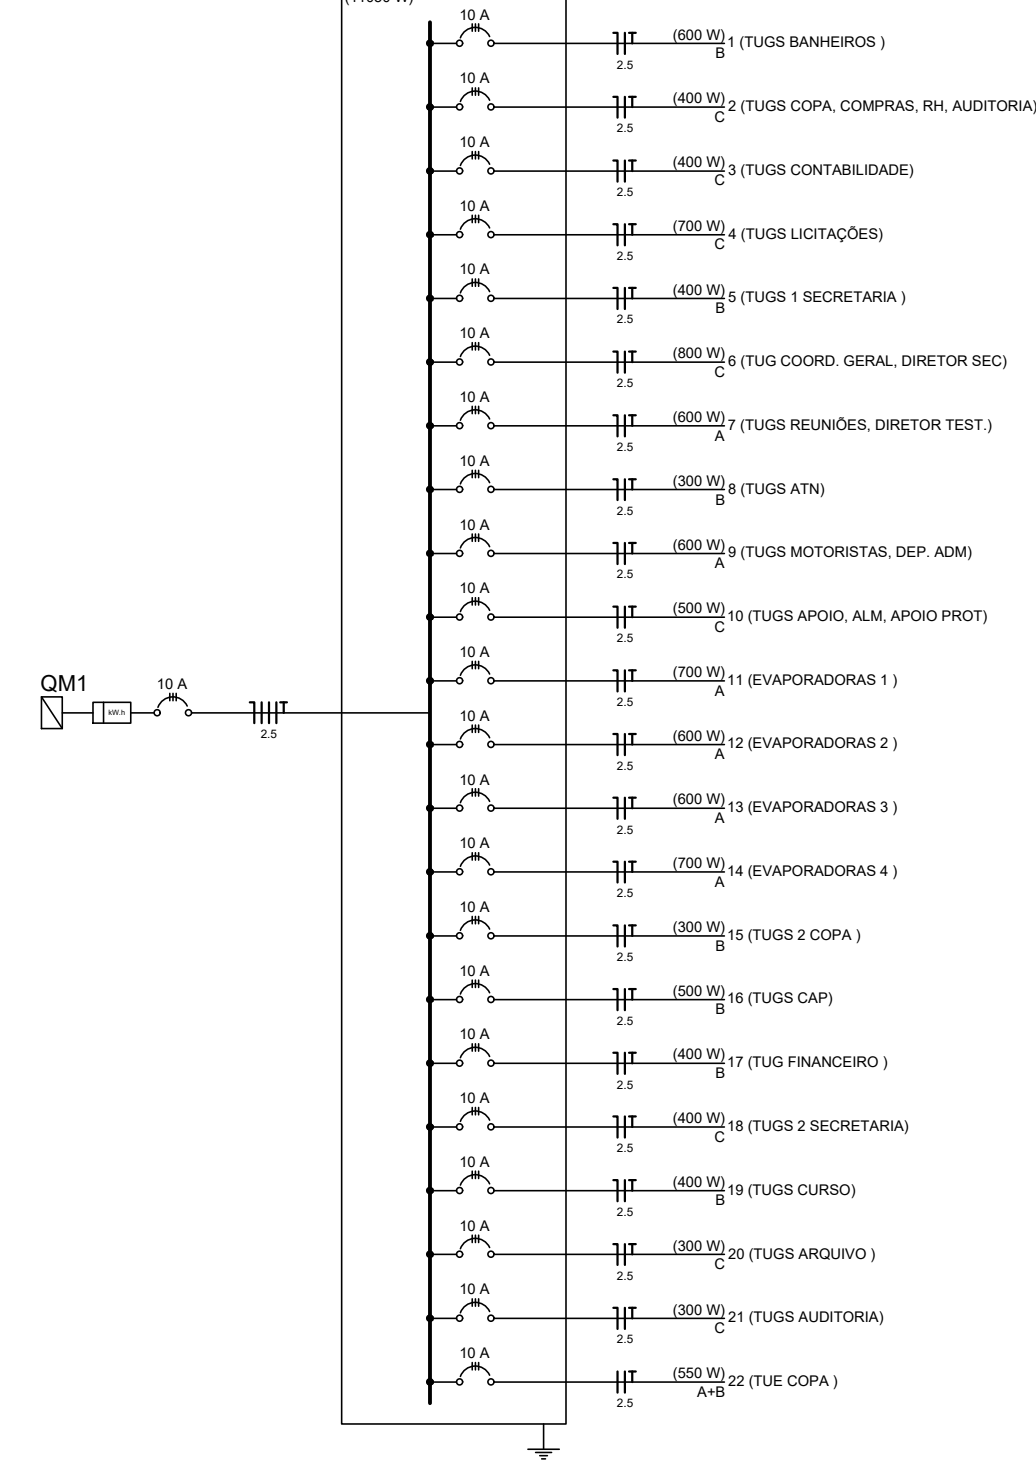 10 A
(600 W) 1 (TUGS BANHEIROS )
B
2.5
10 A
(400 W) 2 (TUGS COPA, COMPRAS, RH, AUDITORIA)
C
2.5
10 A
(400 W) 3 (TUGS CONTABILIDADE)
C
2.5
10 A
(700 W) 4 (TUGS LICITAÇÕES)
C
2.5
10 A
(400 W) 5 (TUGS 1 SECRETARIA )
B
2.5
10 A
(800 W) 6 (TUG COORD. GERAL, DIRETOR SEC)
C
2.5
10 A
(600 W) 7 (TUGS REUNIÕES, DIRETOR TEST.)
A
2.5
10 A
(300 W) 8 (TUGS ATN)
B
2.5
10 A
(600 W) 9 (TUGS MOTORISTAS, DEP. ADM)
A
2.5
10 A
(500 W) 10 (TUGS APOIO, ALM, APOIO PROT)
C
2.5
10 A
(700 W) 11 (EVAPORADORAS 1 )
A
2.5
QM1
kW.h
10 A
2.5
10 A
(600 W) 12 (EVAPORADORAS 2 )
A
2.5
10 A
(600 W) 13 (EVAPORADORAS 3 )
A
2.5
10 A
(700 W) 14 (EVAPORADORAS 4 )
A
2.5
10 A
(300 W) 15 (TUGS 2 COPA )
B
2.5
10 A
(500 W) 16 (TUGS CAP)
B
2.5
10 A
(400 W) 17 (TUG FINANCEIRO )
B
2.5
10 A
(400 W) 18 (TUGS 2 SECRETARIA)
C
2.5
10 A
(400 W) 19 (TUGS CURSO)
B
2.5
10 A
(300 W) 20 (TUGS ARQUIVO )
C
2.5
10 A
(300 W) 21 (TUGS AUDITORIA)
C
2.5
10 A
(550 W) 22 (TUE COPA )
A+B
2.5